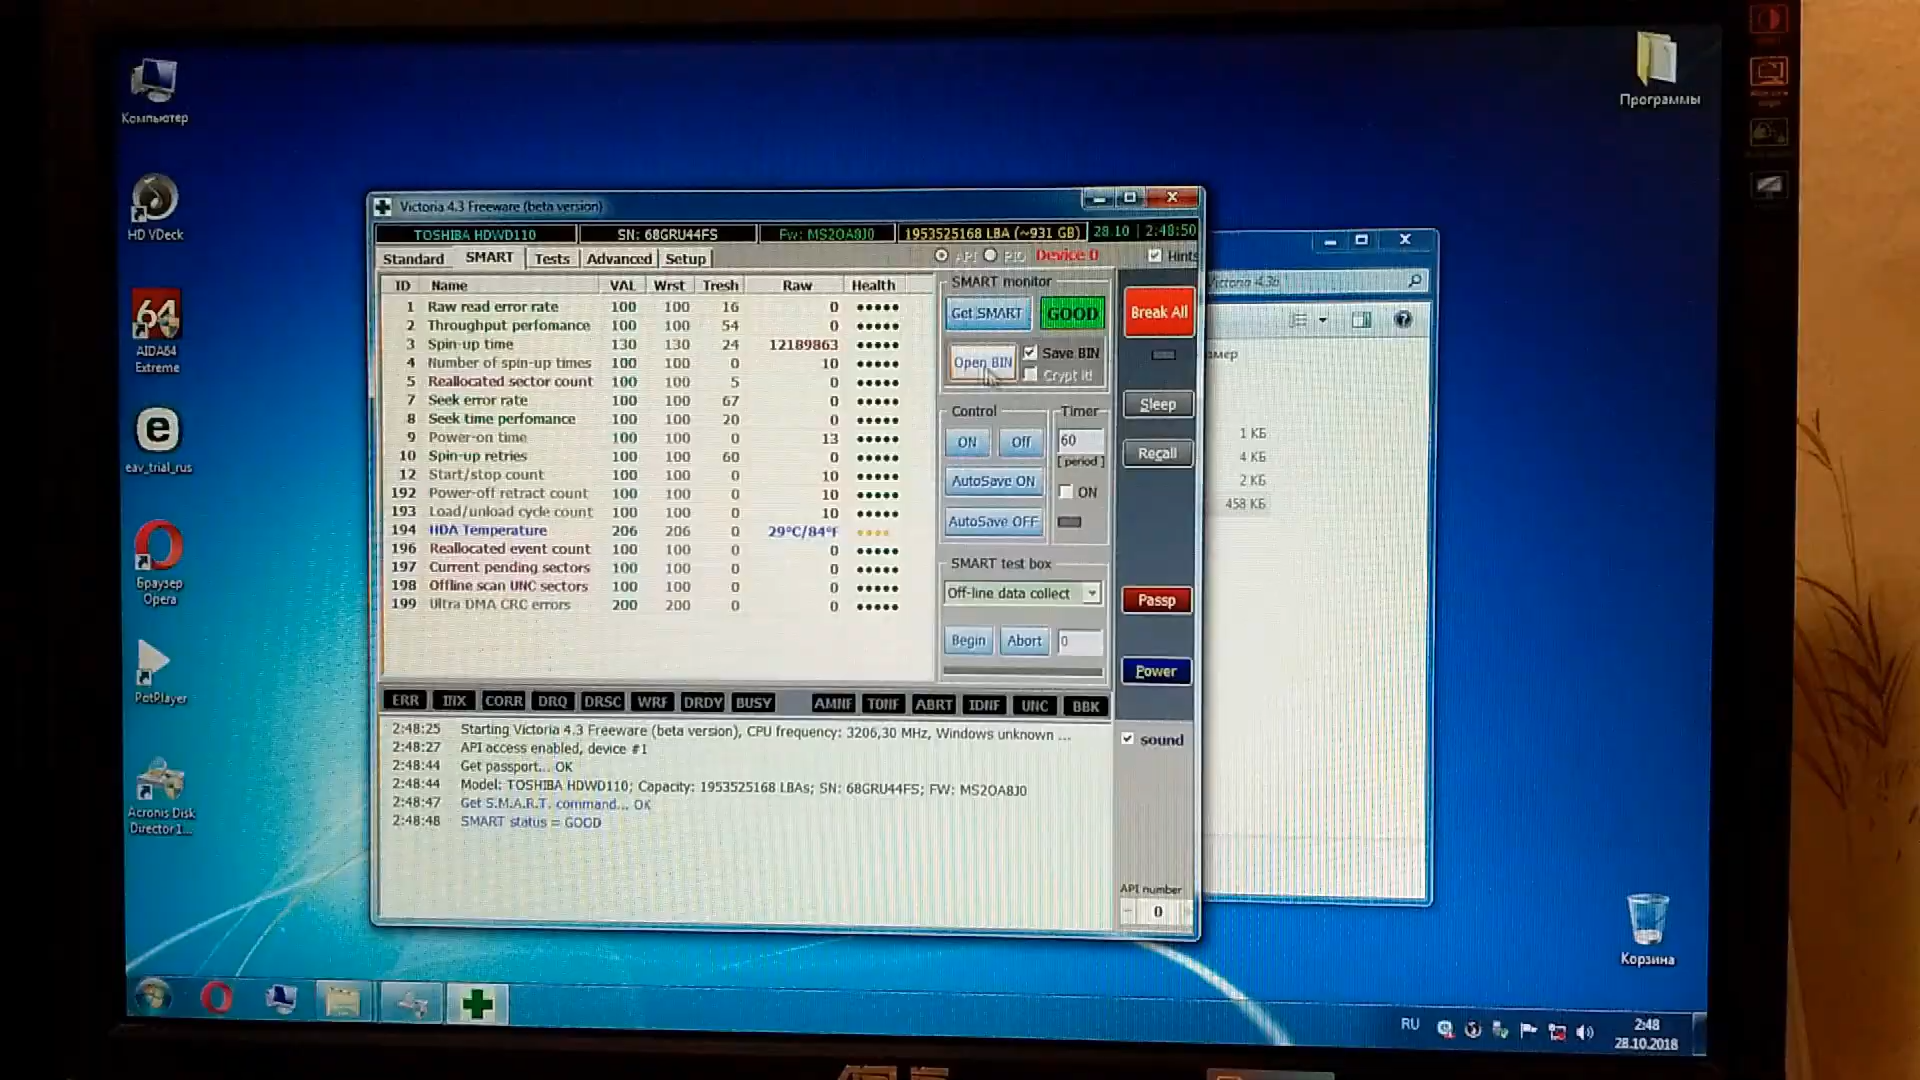 Компьютер
HD VDeck
AIDA64
Extreme
eav_trial_rus
Браузер
Opera
PotPlayer
Acronis Disk
Director 1...
Программы
Корзина
Victoria 4.3 Freeware (beta version)
TOSHIBA HDWD110 SN: 68GRU44FS Fw: MS2OA8J0 1953525168 LBA (~931 GB) 28.10 2:48:50
Standard SMART Tests Advanced Setup API PIO Device 0 Hints
ID Name VAL Wrst Tresh Raw Health
1 Raw read error rate 100 100 16 0
2 Throughput perfomance 100 100 54 0
3 Spin-up time 130 130 24 12189863
4 Number of spin-up times 100 100 0 10
5 Reallocated sector count 100 100 5 0
7 Seek error rate 100 100 67 0
8 Seek time perfomance 100 100 20 0
9 Power-on time 100 100 0 13
10 Spin-up retries 100 100 60 0
12 Start/stop count 100 100 0 10
192 Power-off retract count 100 100 0 10
193 Load/unload cycle count 100 100 0 10
194 HDA Temperature 206 206 0 29°C/84°F
196 Reallocated event count 100 100 0 0
197 Current pending sectors 100 100 0 0
198 Offline scan UNC sectors 100 100 0 0
199 Ultra DMA CRC errors 200 200 0 0
SMART monitor
Get SMART GOOD
Open BIN Save BIN
Crypt id
Control Timer
ON Off 60
[ period ]
AutoSave ON ON
AutoSave OFF
SMART test box
Off-line data collect
Begin Abort 0
Break All
Sleep
Recall
Passp
Power
sound
API number
0
ERR INX CORR DRQ DRSC WRF DRDY BUSY AMNF TONF ABRT IDNF UNC BBK
2:48:25 Starting Victoria 4.3 Freeware (beta version), CPU frequency: 3206,30 MHz, Windows unknown ...
2:48:27 API access enabled, device #1
2:48:44 Get passport... OK
2:48:44 Model: TOSHIBA HDWD110; Capacity: 1953525168 LBAs; SN: 68GRU44FS; FW: MS2OA8J0
2:48:47 Get S.M.A.R.T. command... OK
2:48:48 SMART status = GOOD
Victoria 4.3b
1 КБ
4 КБ
2 КБ
458 КБ
RU
2:48
28.10.2018